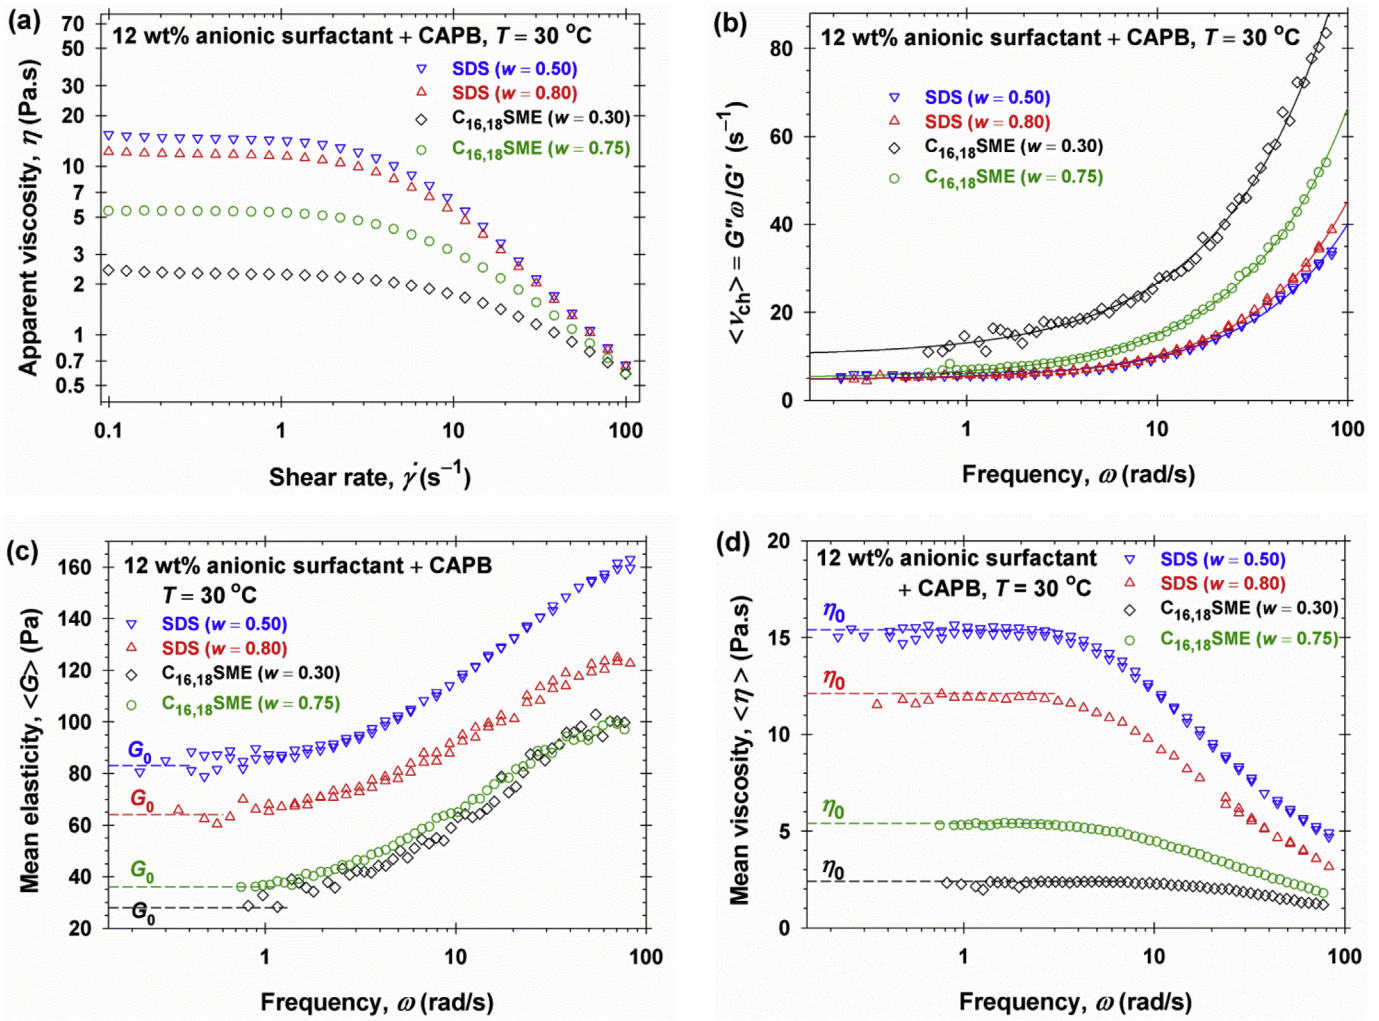 (a)
12 wt% anionic surfactant + CAPB, T = 30 °C
SDS (w = 0.50)
SDS (w = 0.80)
C16,18SME (w = 0.30)
C16,18SME (w = 0.75)
Apparent viscosity, η (Pa.s)
70
50
30
20
10
7
5
3
2
1
0.7
0.5
0.1 1 10 100
Shear rate, γ̇ (s⁻¹)
(b)
12 wt% anionic surfactant + CAPB, T = 30 °C
SDS (w = 0.50)
SDS (w = 0.80)
C16,18SME (w = 0.30)
C16,18SME (w = 0.75)
<νch> = G″ω/G′ (s⁻¹)
80
60
40
20
0
1 10 100
Frequency, ω (rad/s)
(c)
12 wt% anionic surfactant + CAPB
T = 30 °C
SDS (w = 0.50)
SDS (w = 0.80)
C16,18SME (w = 0.30)
C16,18SME (w = 0.75)
Mean elasticity, <G> (Pa)
160
140
120
100
80
60
40
20
G0
G0
G0
G0
1 10 100
Frequency, ω (rad/s)
(d)
12 wt% anionic surfactant
+ CAPB, T = 30 °C
SDS (w = 0.50)
SDS (w = 0.80)
C16,18SME (w = 0.30)
C16,18SME (w = 0.75)
Mean viscosity, <η > (Pa.s)
20
15
10
5
0
η0
η0
η0
η0
1 10 100
Frequency, ω (rad/s)